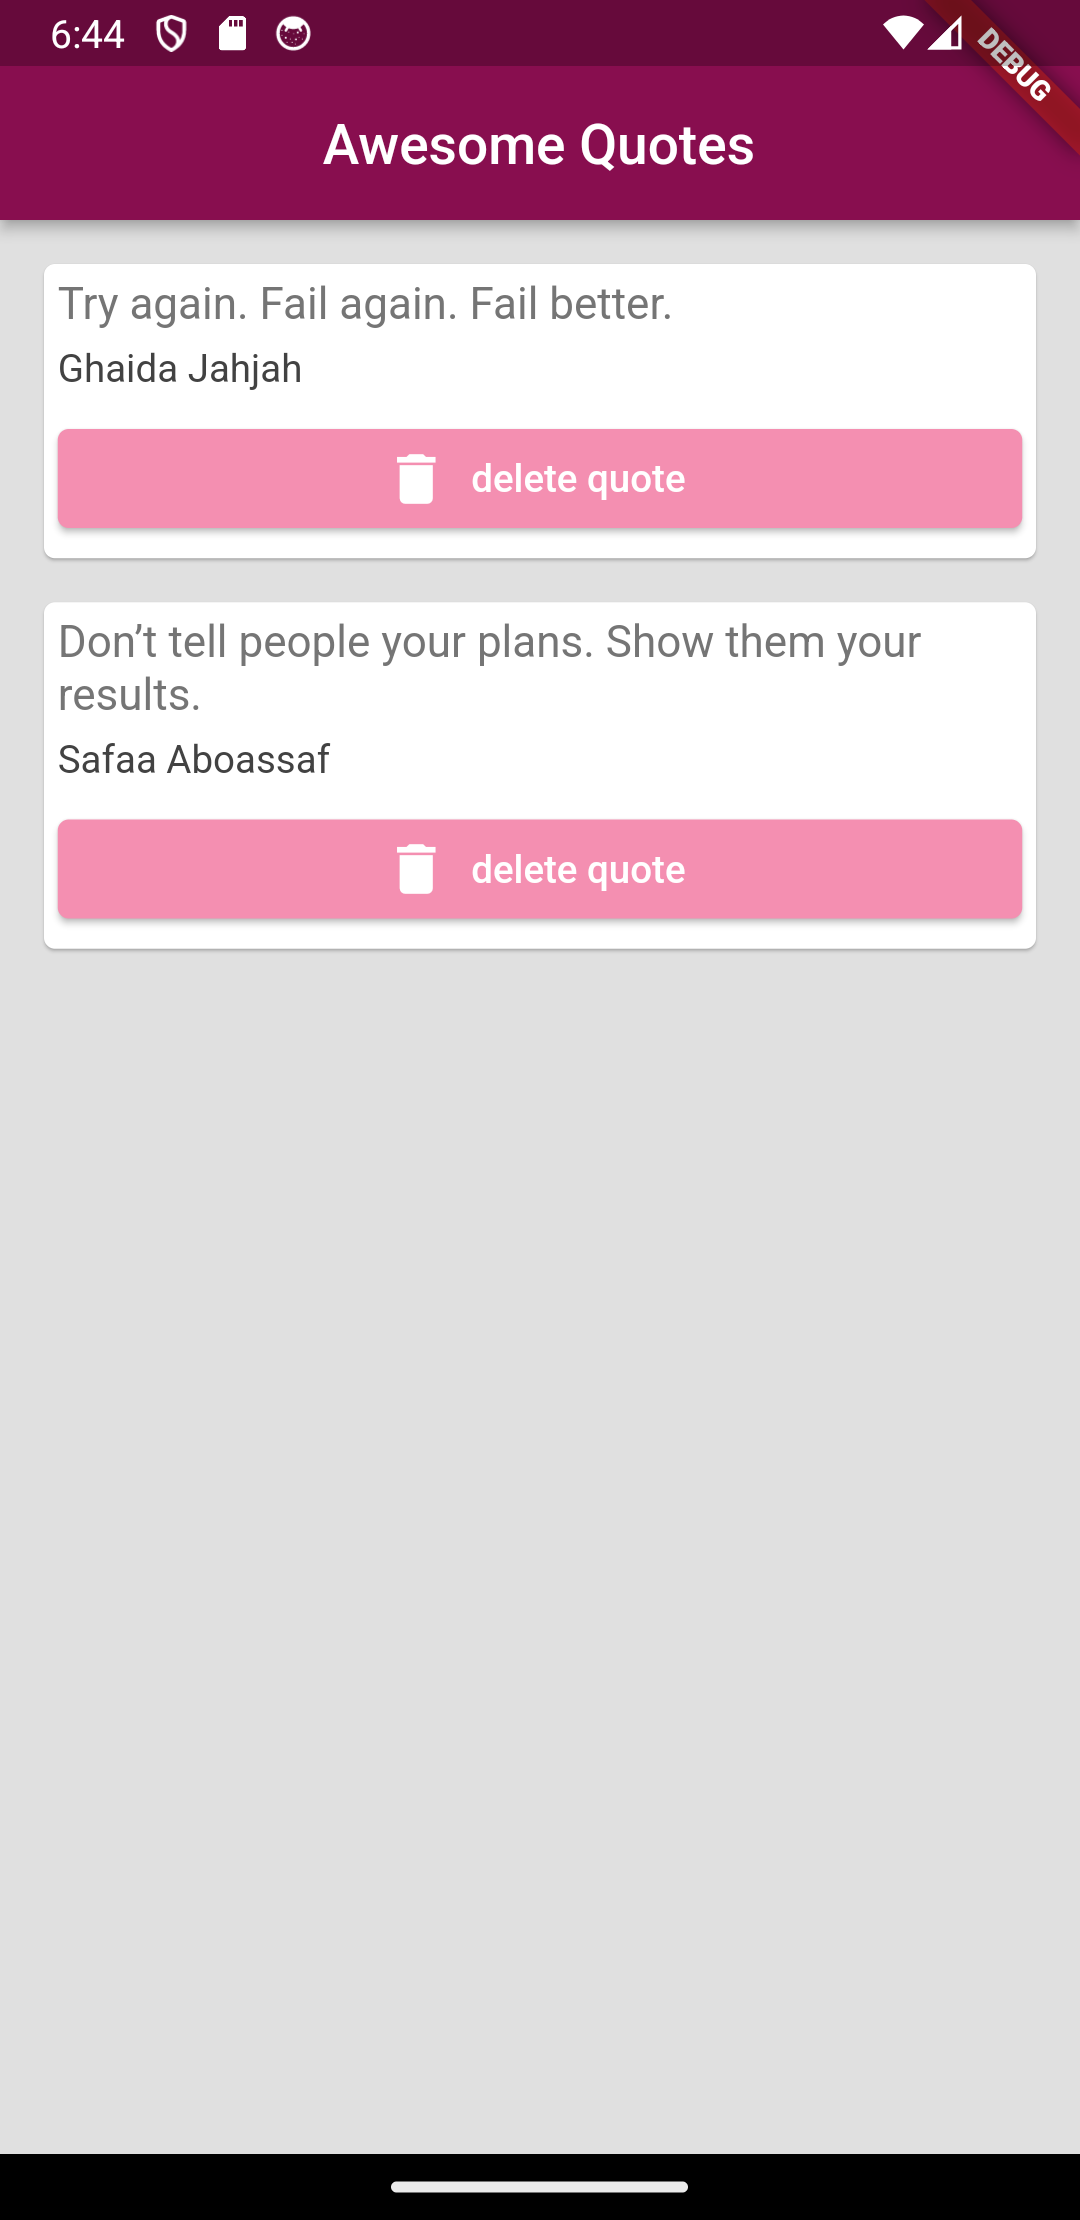 6:44
DEBUG
Awesome Quotes
Try again. Fail again. Fail better.
Ghaida Jahjah
delete quote
Don’t tell people your plans. Show them your
results.
Safaa Aboassaf
delete quote